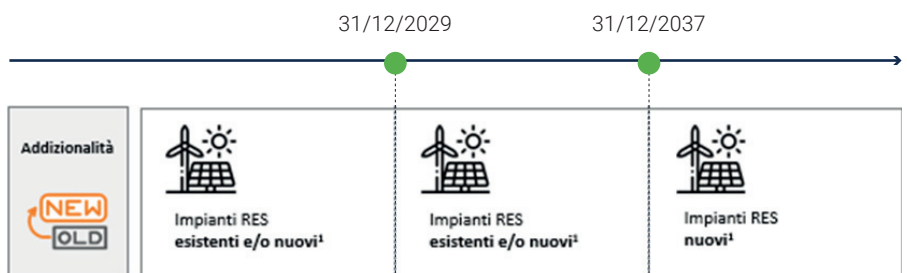 31/12/2029
31/12/2037
Addizionalità
NEW
OLD
Impianti RES
esistenti e/o nuovi¹
Impianti RES
esistenti e/o nuovi¹
Impianti RES
nuovi¹